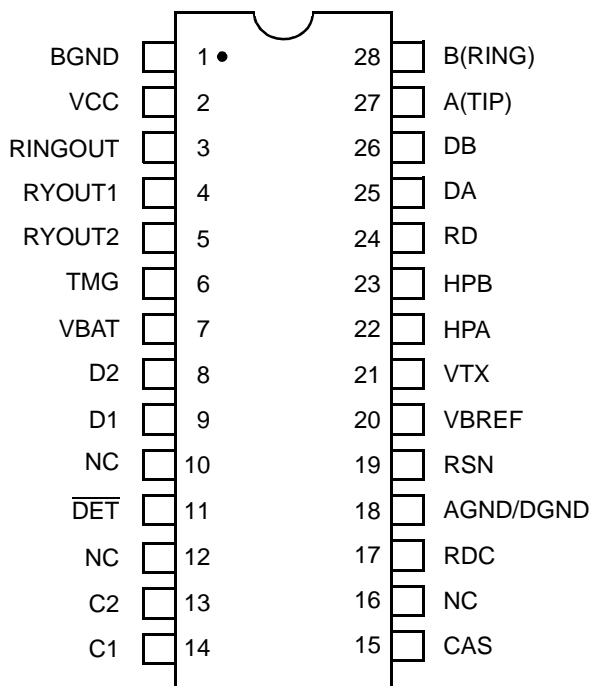 BGND 1 28 B(RING)
VCC 2 27 A(TIP)
RINGOUT 3 26 DB
RYOUT1 4 25 DA
RYOUT2 5 24 RD
TMG 6 23 HPB
VBAT 7 22 HPA
D2 8 21 VTX
D1 9 20 VBREF
NC 10 19 RSN
D̅E̅T̅ 11 18 AGND/DGND
NC 12 17 RDC
C2 13 16 NC
C1 14 15 CAS